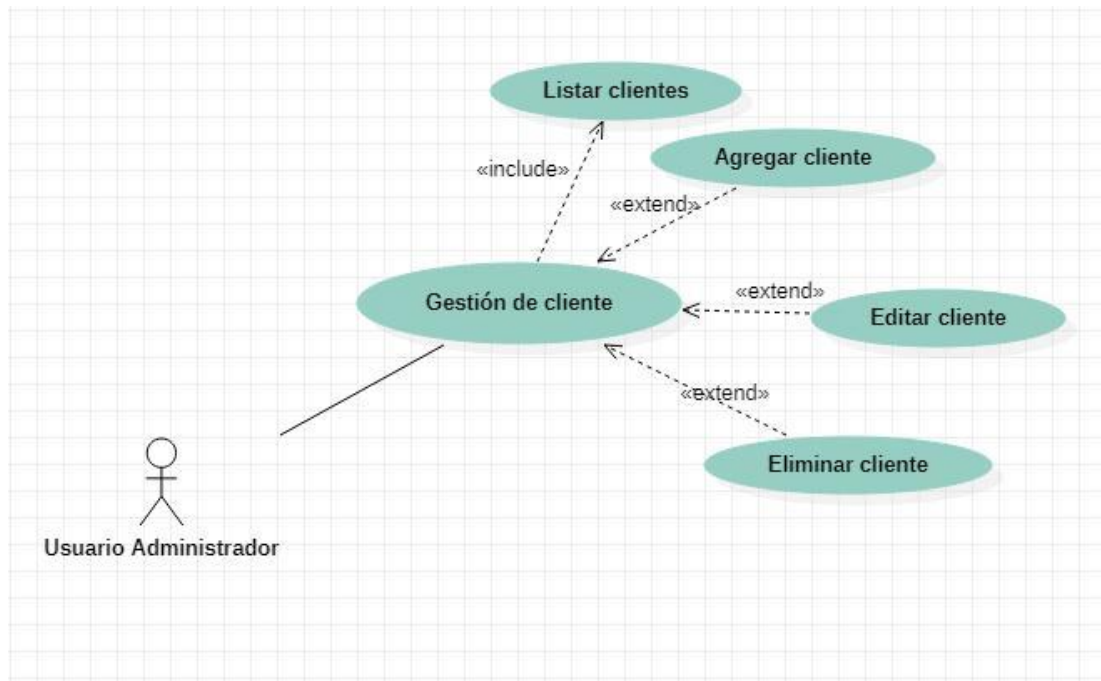 Listar clientes
Agregar cliente
«include»
«extend»
Gestión de cliente
«extend»
Editar cliente
«extend»
Eliminar cliente
Usuario Administrador